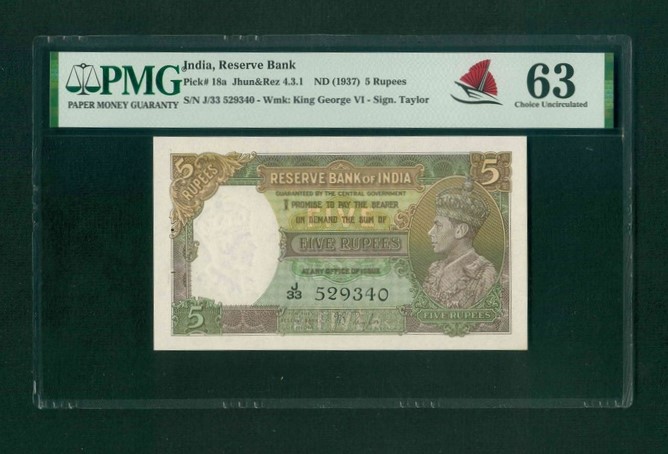 PMG
PAPER MONEY GUARANTY
India, Reserve Bank
Pick# 18a Jhun&Rez 4.3.1 ND (1937) 5 Rupees
S/N J/33 529340 - Wmk: King George VI - Sign. Taylor
63
Choice Uncirculated
5
RUPEES
RESERVE BANK OF INDIA
5
GUARANTEED BY THE CENTRAL GOVERNMENT
I PROMISE TO PAY THE BEARER
ON DEMAND THE SUM OF
FIVE RUPEES
AT ANY OFFICE OF ISSUE
J/33 529340
5
FIVE RUPEES